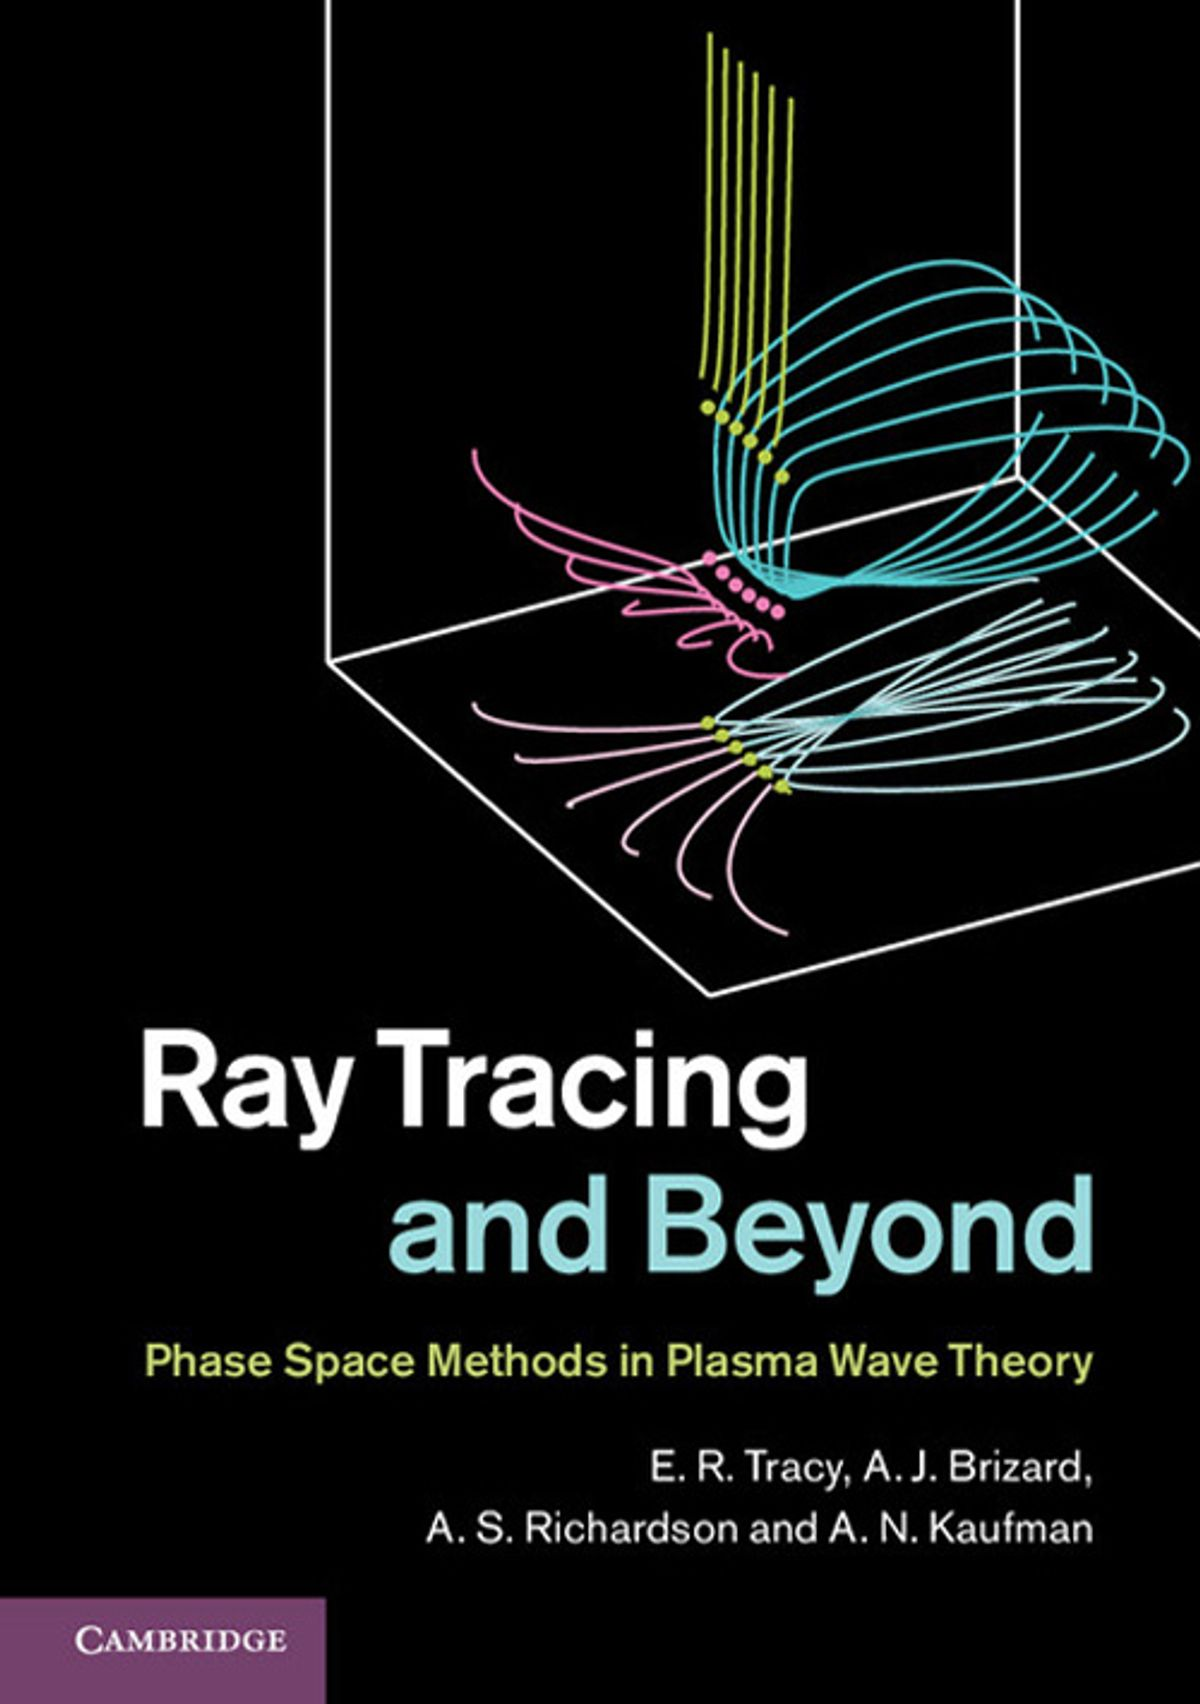 Ray Tracing
and Beyond
Phase Space Methods in Plasma Wave Theory
E. R. Tracy, A. J. Brizard,
A. S. Richardson and A. N. Kaufman
CAMBRIDGE